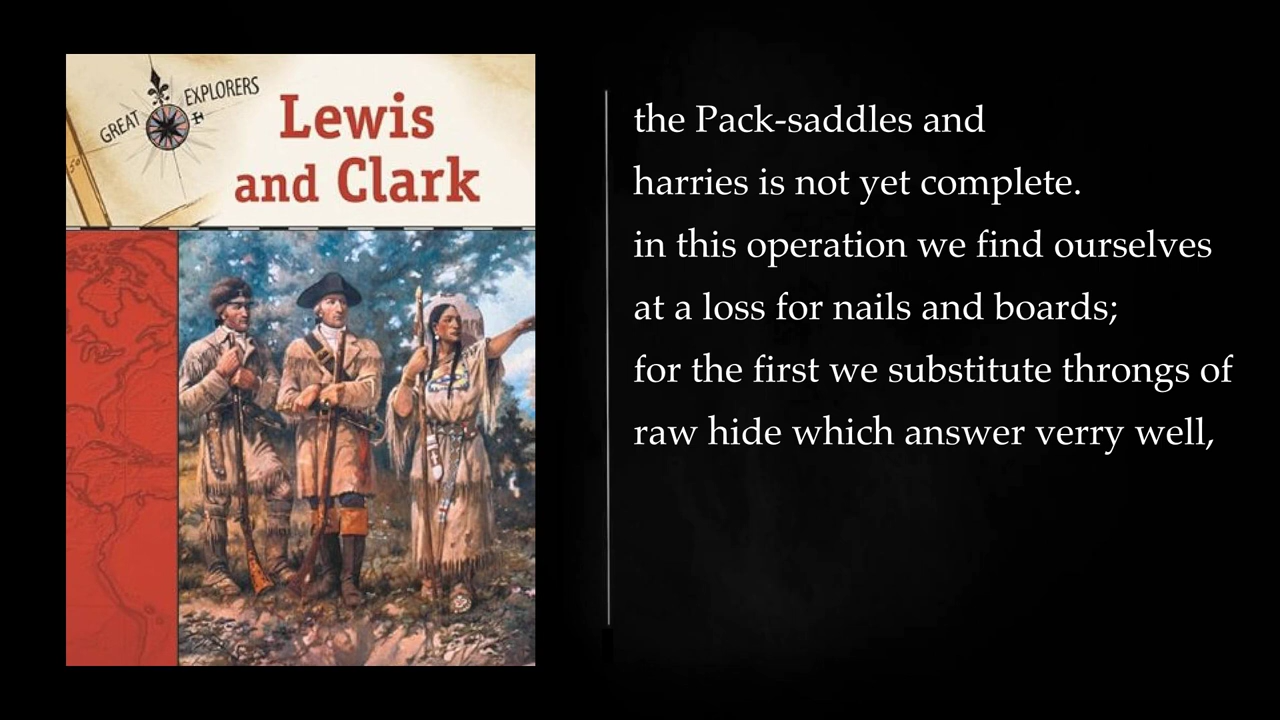 GREAT EXPLORERS
Lewis
and Clark
50
the Pack-saddles and
harries is not yet complete.
in this operation we find ourselves
at a loss for nails and boards;
for the first we substitute throngs of
raw hide which answer verry well,